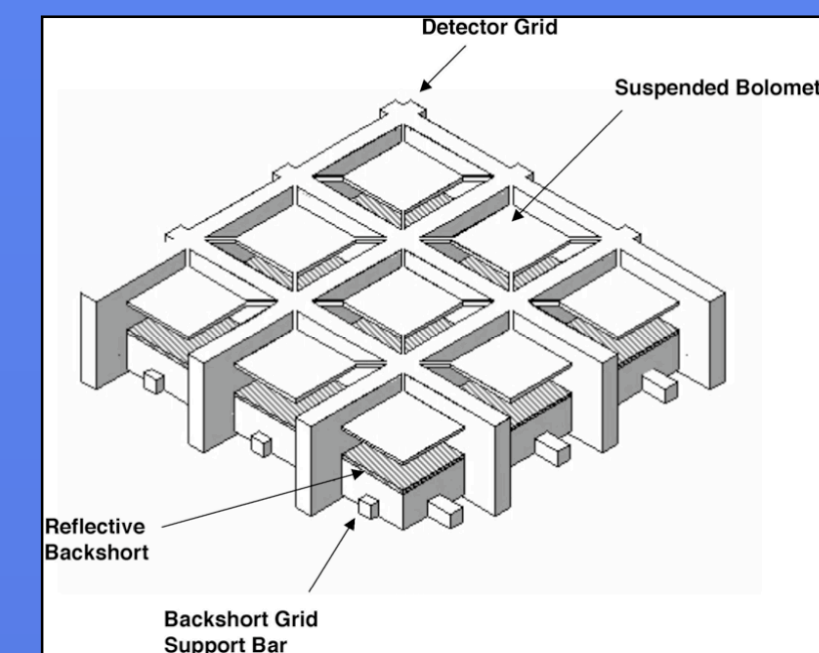 Detector Grid
Suspended Bolomet
Reflective
Backshort
Backshort Grid
Support Bar